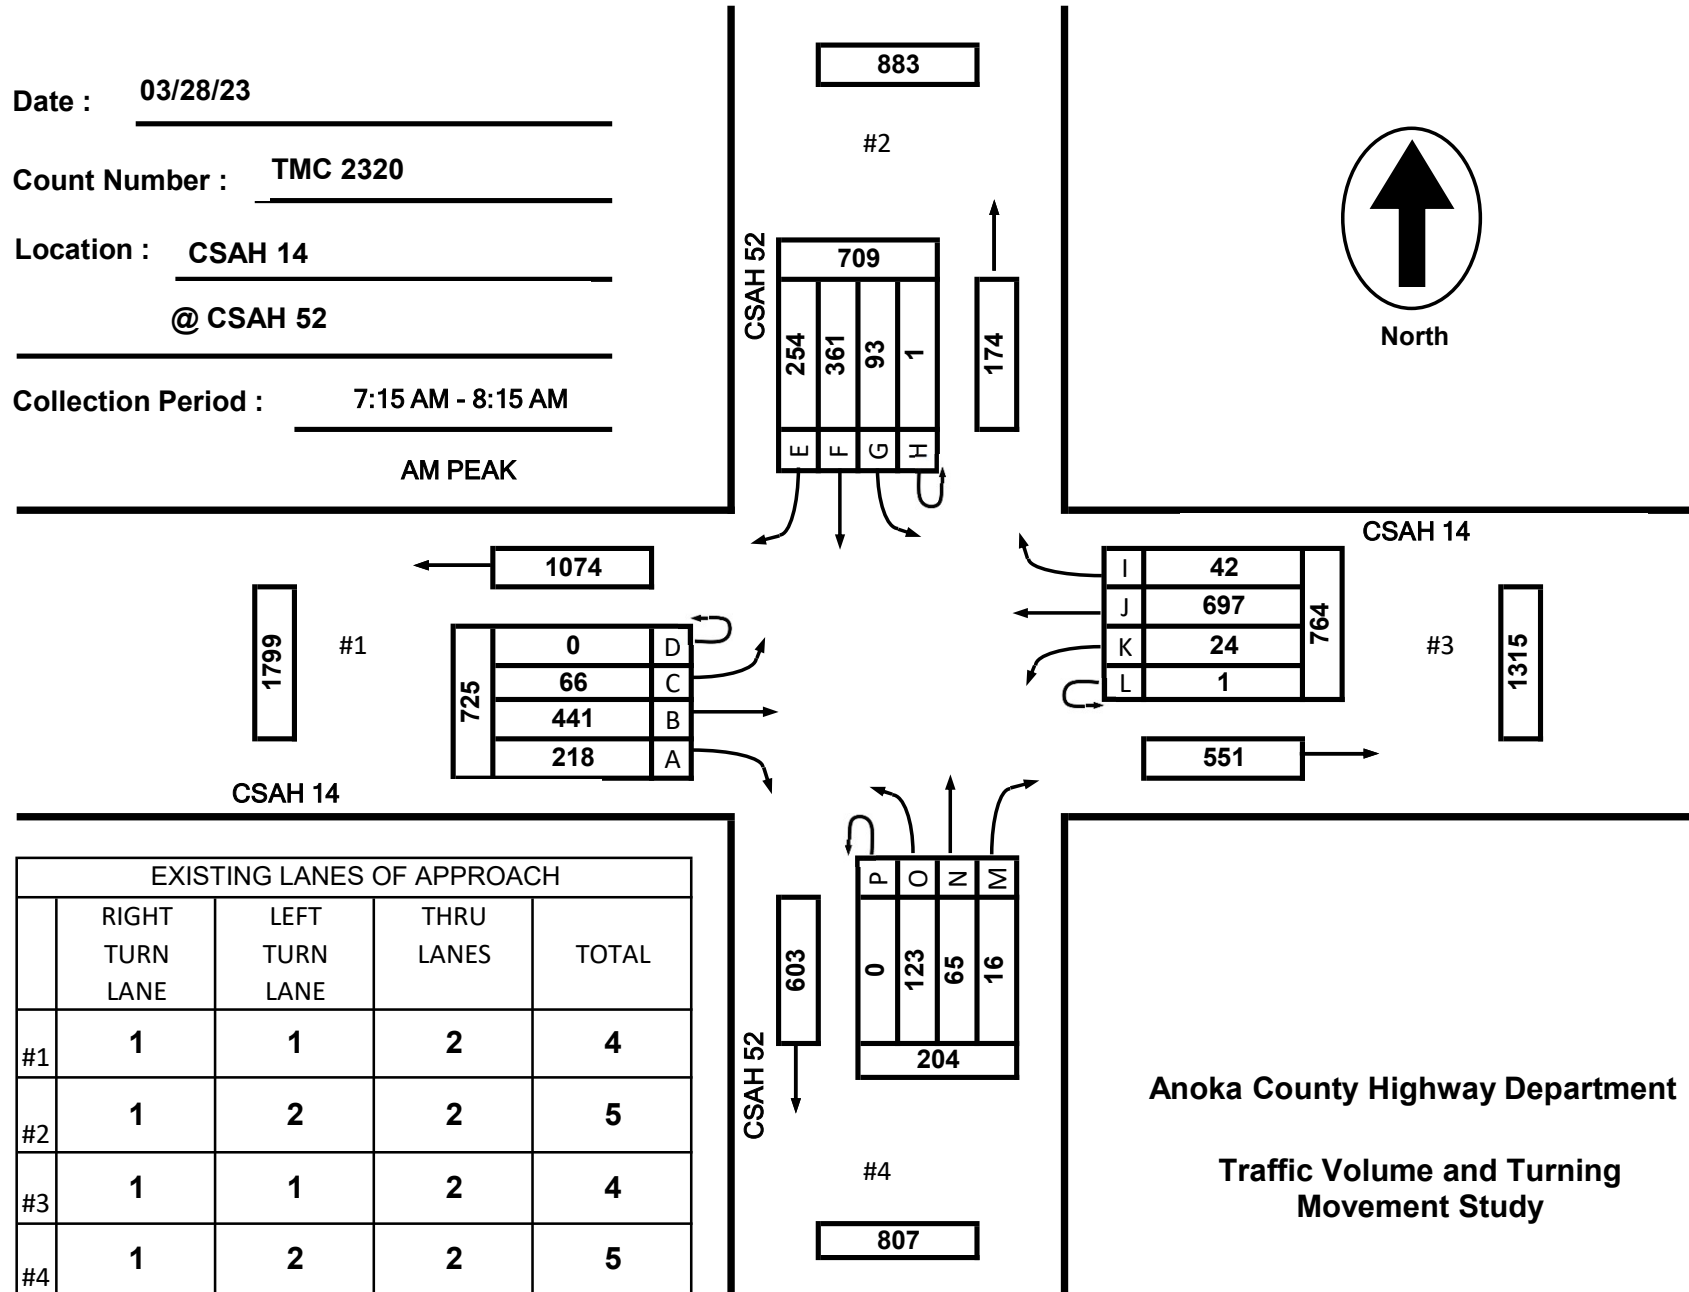 Date : 03/28/23
Count Number : TMC 2320
Location : CSAH 14
@ CSAH 52
Collection Period : 7:15 AM - 8:15 AM
AM PEAK
883
#2
CSAH 52
709
254 361 93 1
E F G H
174
North
CSAH 14
1074
1799
#1
725
0 D
66 C
441 B
218 A
CSAH 14
I 42
J 697
K 24
L 1
764
#3
1315
551
P O N M
0 123 65 16
204
603
CSAH 52
#4
807
EXISTING LANES OF APPROACH
RIGHT LEFT THRU
TURN TURN LANES TOTAL
LANE LANE
#1 1 1 2 4
#2 1 2 2 5
#3 1 1 2 4
#4 1 2 2 5
Anoka County Highway Department
Traffic Volume and Turning
Movement Study